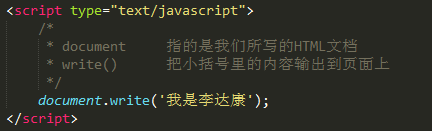 <script type="text/javascript">
/*
* document 指的是我们所写的HTML文档
* write() 把小括号里的内容输出到页面上
*/
document.write('我是李达康');
</script>